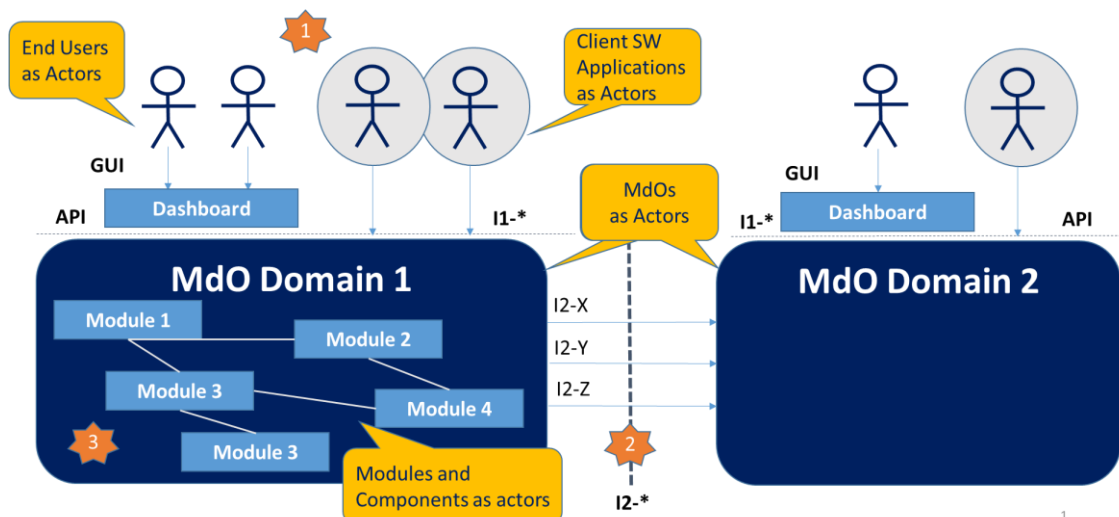 1
End Users
as Actors
Client SW
Applications
as Actors
GUI
Dashboard
API
I1-*
MdOs
as Actors
GUI
Dashboard
I1-*
API
MdO Domain 1
MdO Domain 2
Module 1
Module 2
Module 3
Module 4
Module 3
3
I2-X
I2-Y
I2-Z
2
I2-*
Modules and
Components as actors
1